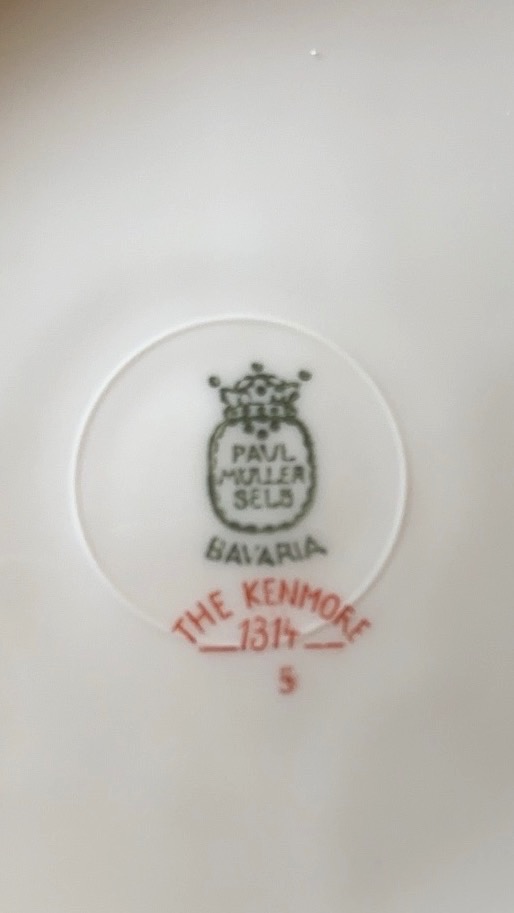 PAUL
MULLER
SELB
BAVARIA
THE KENMORE
1314
5